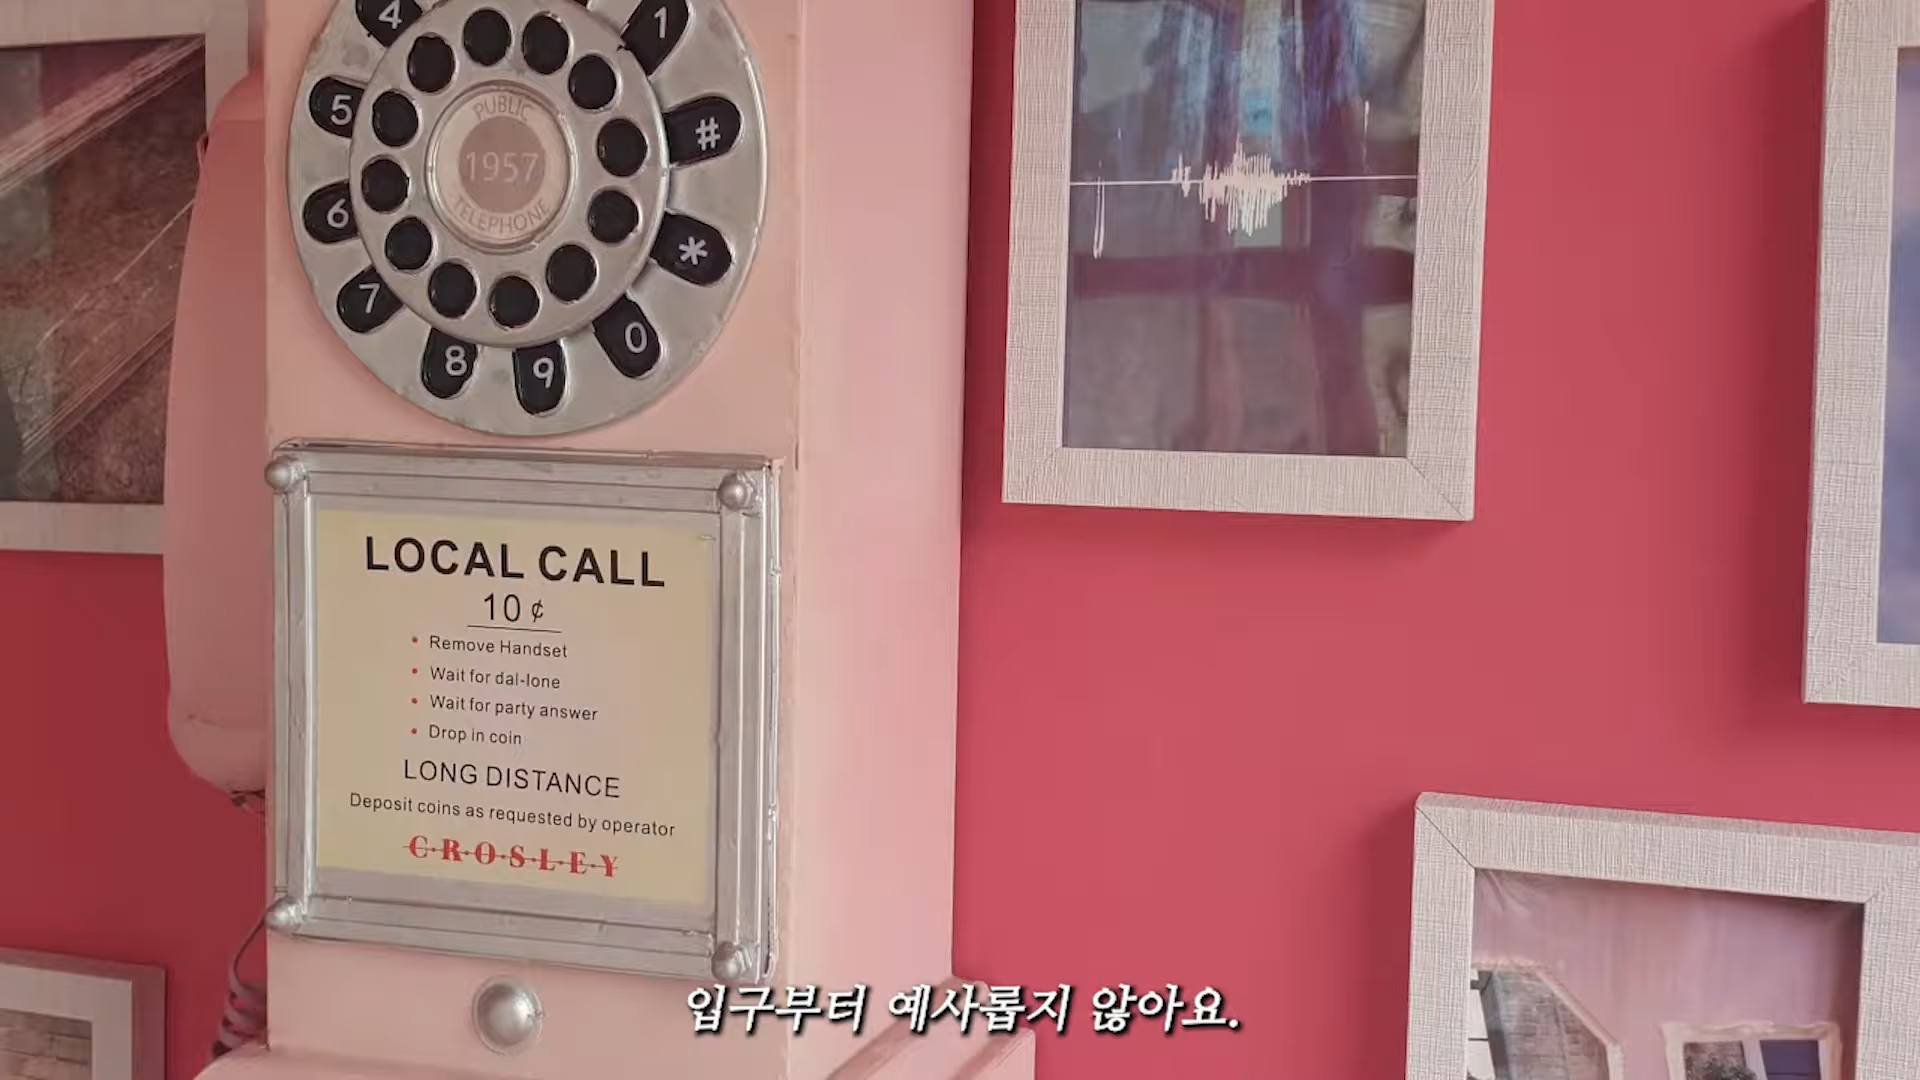 4
1
5
#
6
*
7
0
8
9
PUBLIC
1957
TELEPHONE
LOCAL CALL
10 ¢
• Remove Handset
• Wait for dal-lone
• Wait for party answer
• Drop in coin
LONG DISTANCE
Deposit coins as requested by operator
C·R·O·S·L·E·Y
입구부터 예사롭지 않아요.